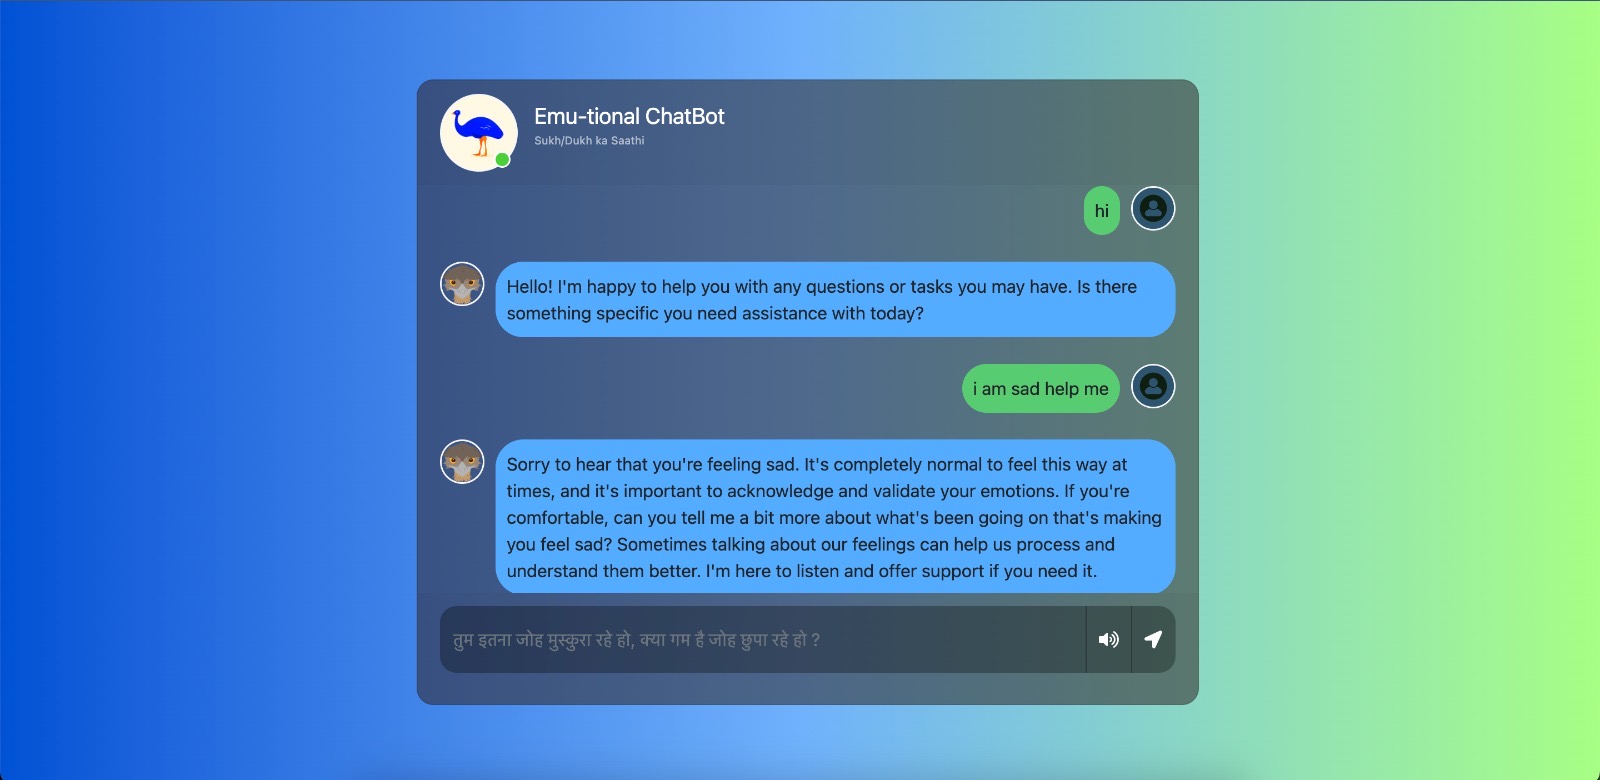 Emu-tional ChatBot
Sukh/Dukh ka Saathi
hi
Hello! I'm happy to help you with any questions or tasks you may have. Is there
something specific you need assistance with today?
i am sad help me
Sorry to hear that you're feeling sad. It's completely normal to feel this way at
times, and it's important to acknowledge and validate your emotions. If you're
comfortable, can you tell me a bit more about what's been going on that's making
you feel sad? Sometimes talking about our feelings can help us process and
understand them better. I'm here to listen and offer support if you need it.
तुम इतना जोह मुस्कुरा रहे हो, क्या गम है जोह छुपा रहे हो ?